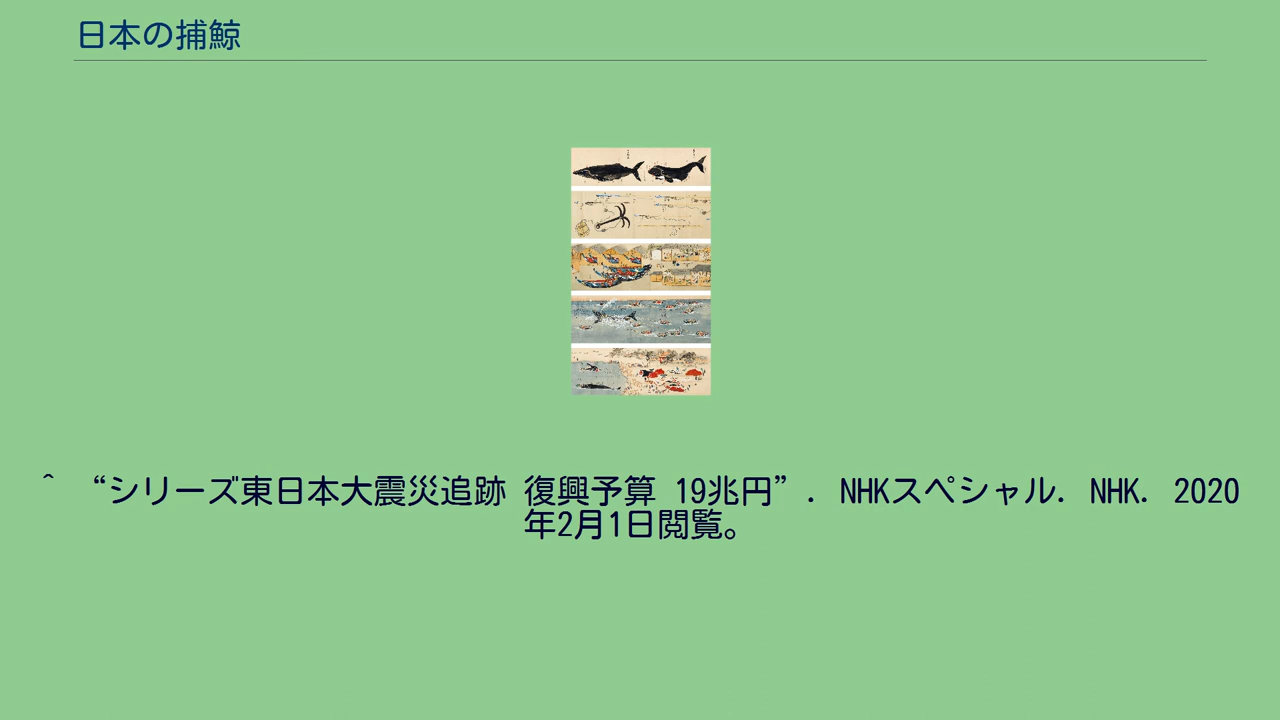 日本の捕鯨
^ “シリーズ東日本大震災追跡 復興予算 19兆円”. NHKスペシャル. NHK. 2020
年2月1日閲覧。